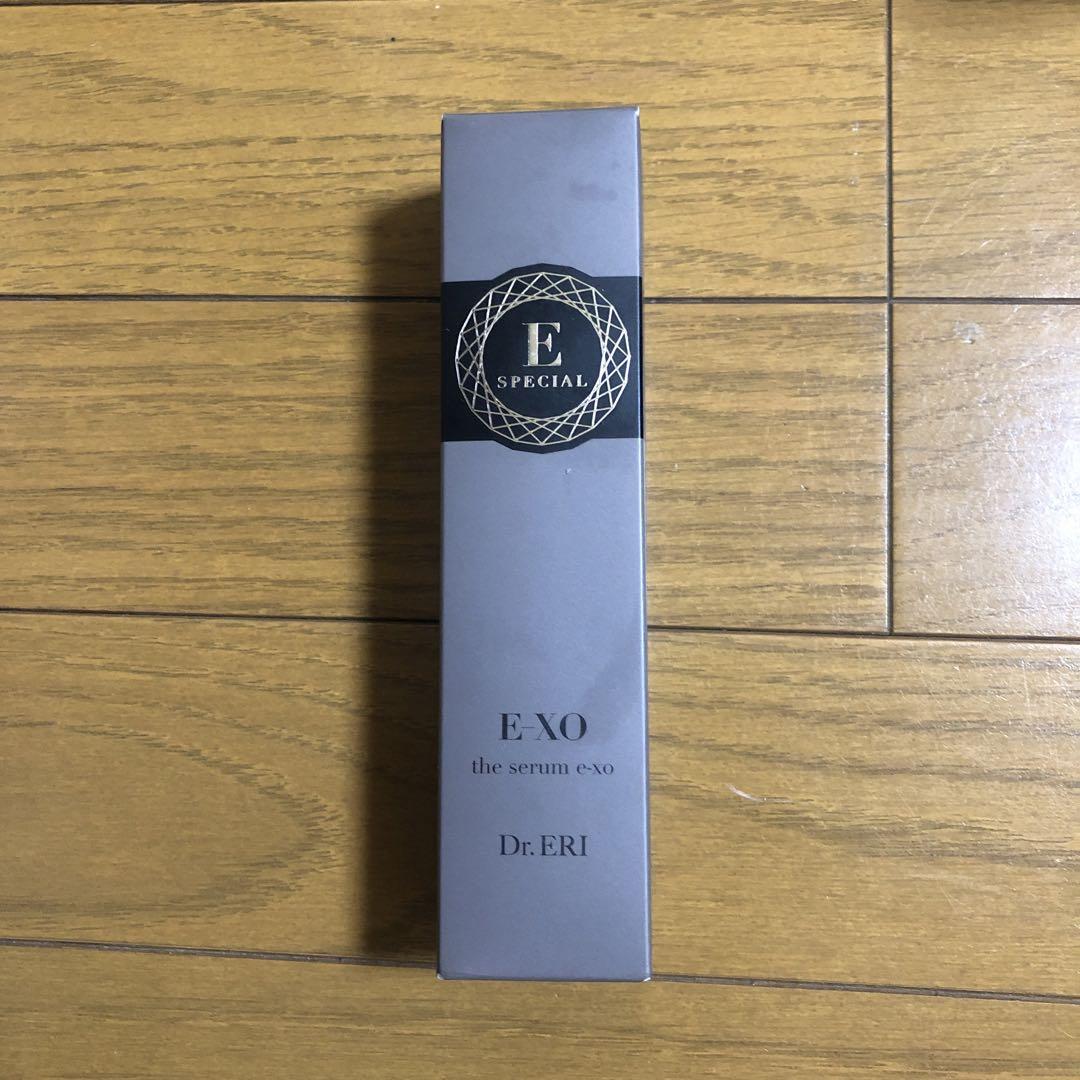 E
SPECIAL
E-XO
the serum e-xo
Dr. ERI